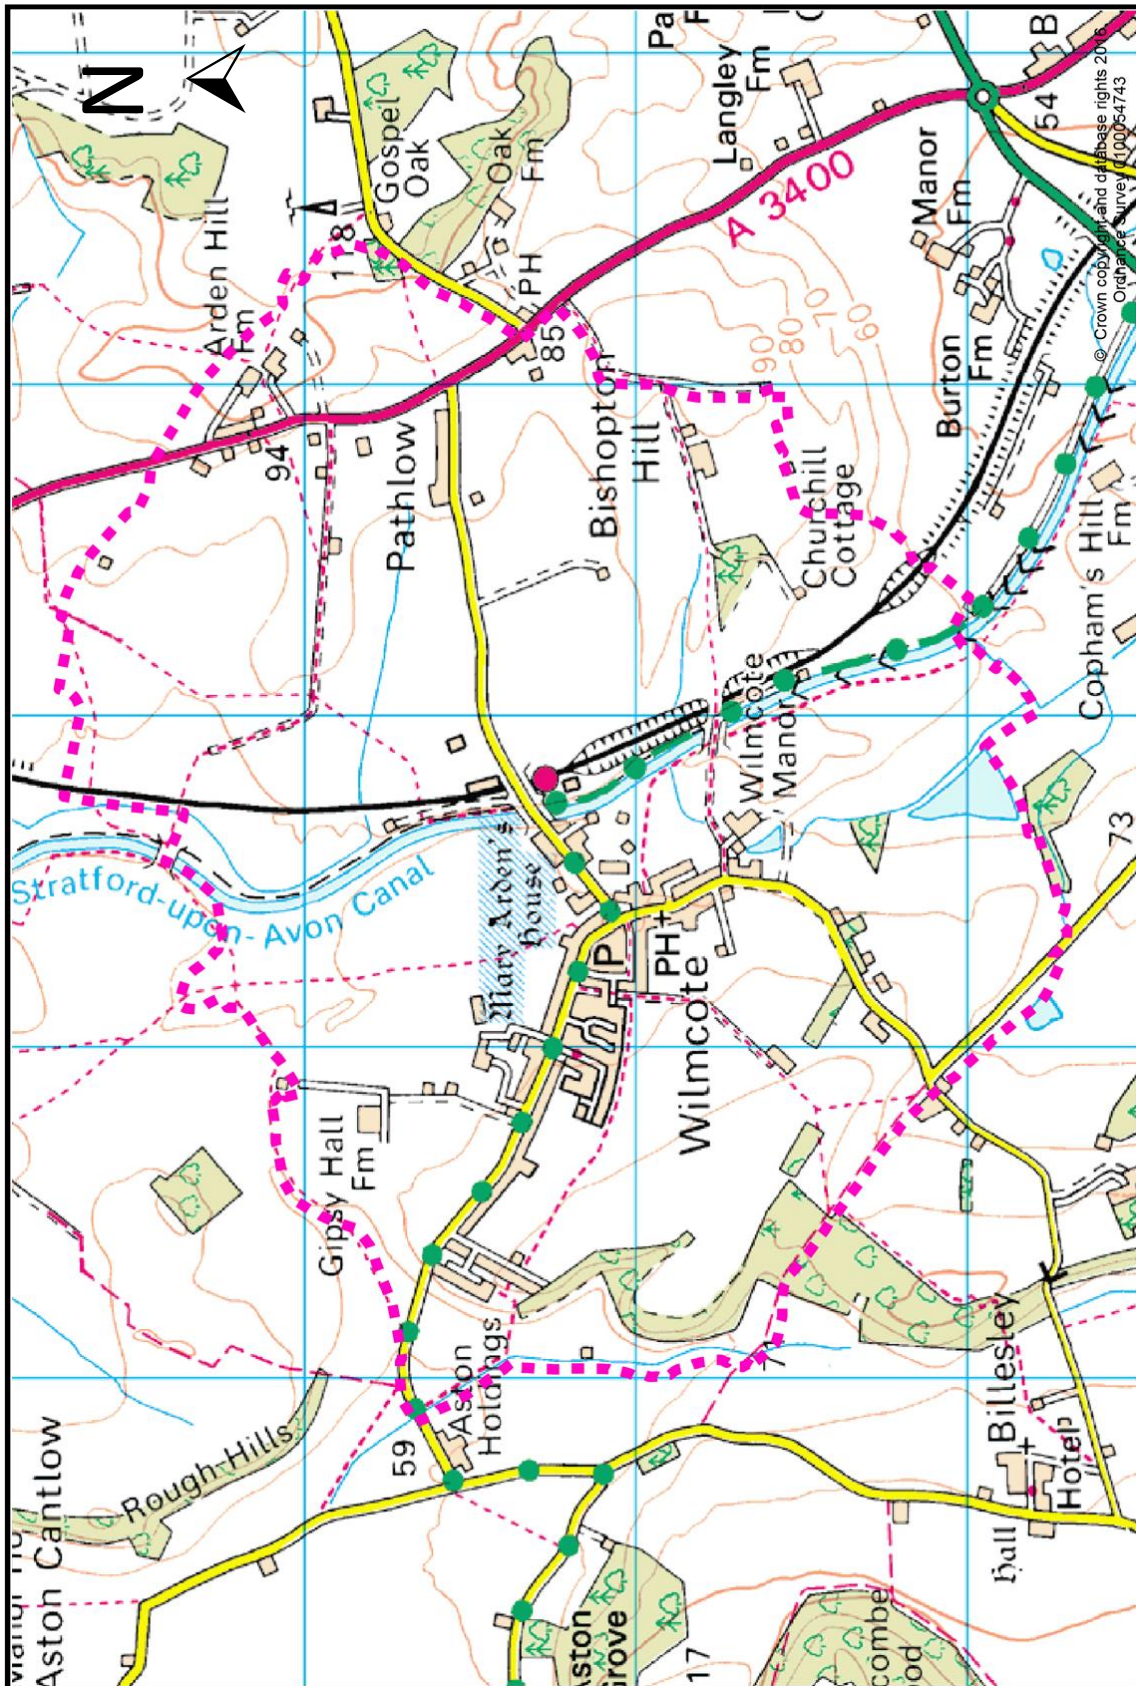 N
Arden Hill
Fm
118
Gospel
Oak
Oak
Fm
PH
85
94
Pathlow
Langley
Fm
A 3400
54
B
Manor
Fm
Burton
Fm
90
80
70
60
Bishopton
Hill
Churchill
Cottage
Copham's Hill
Fm
Wilmcote
Manor
Stratford-upon-Avon Canal
Mary Arden's
House
P
PH
Wilmcote
73
Gipsy Hall
Fm
71
Aston
Holdings
59
Rough Hills
Aston Cantlow
Billesley
Hotel
Hall
17
© Crown copyright and database rights 2016
Ordnance Survey 0100054743